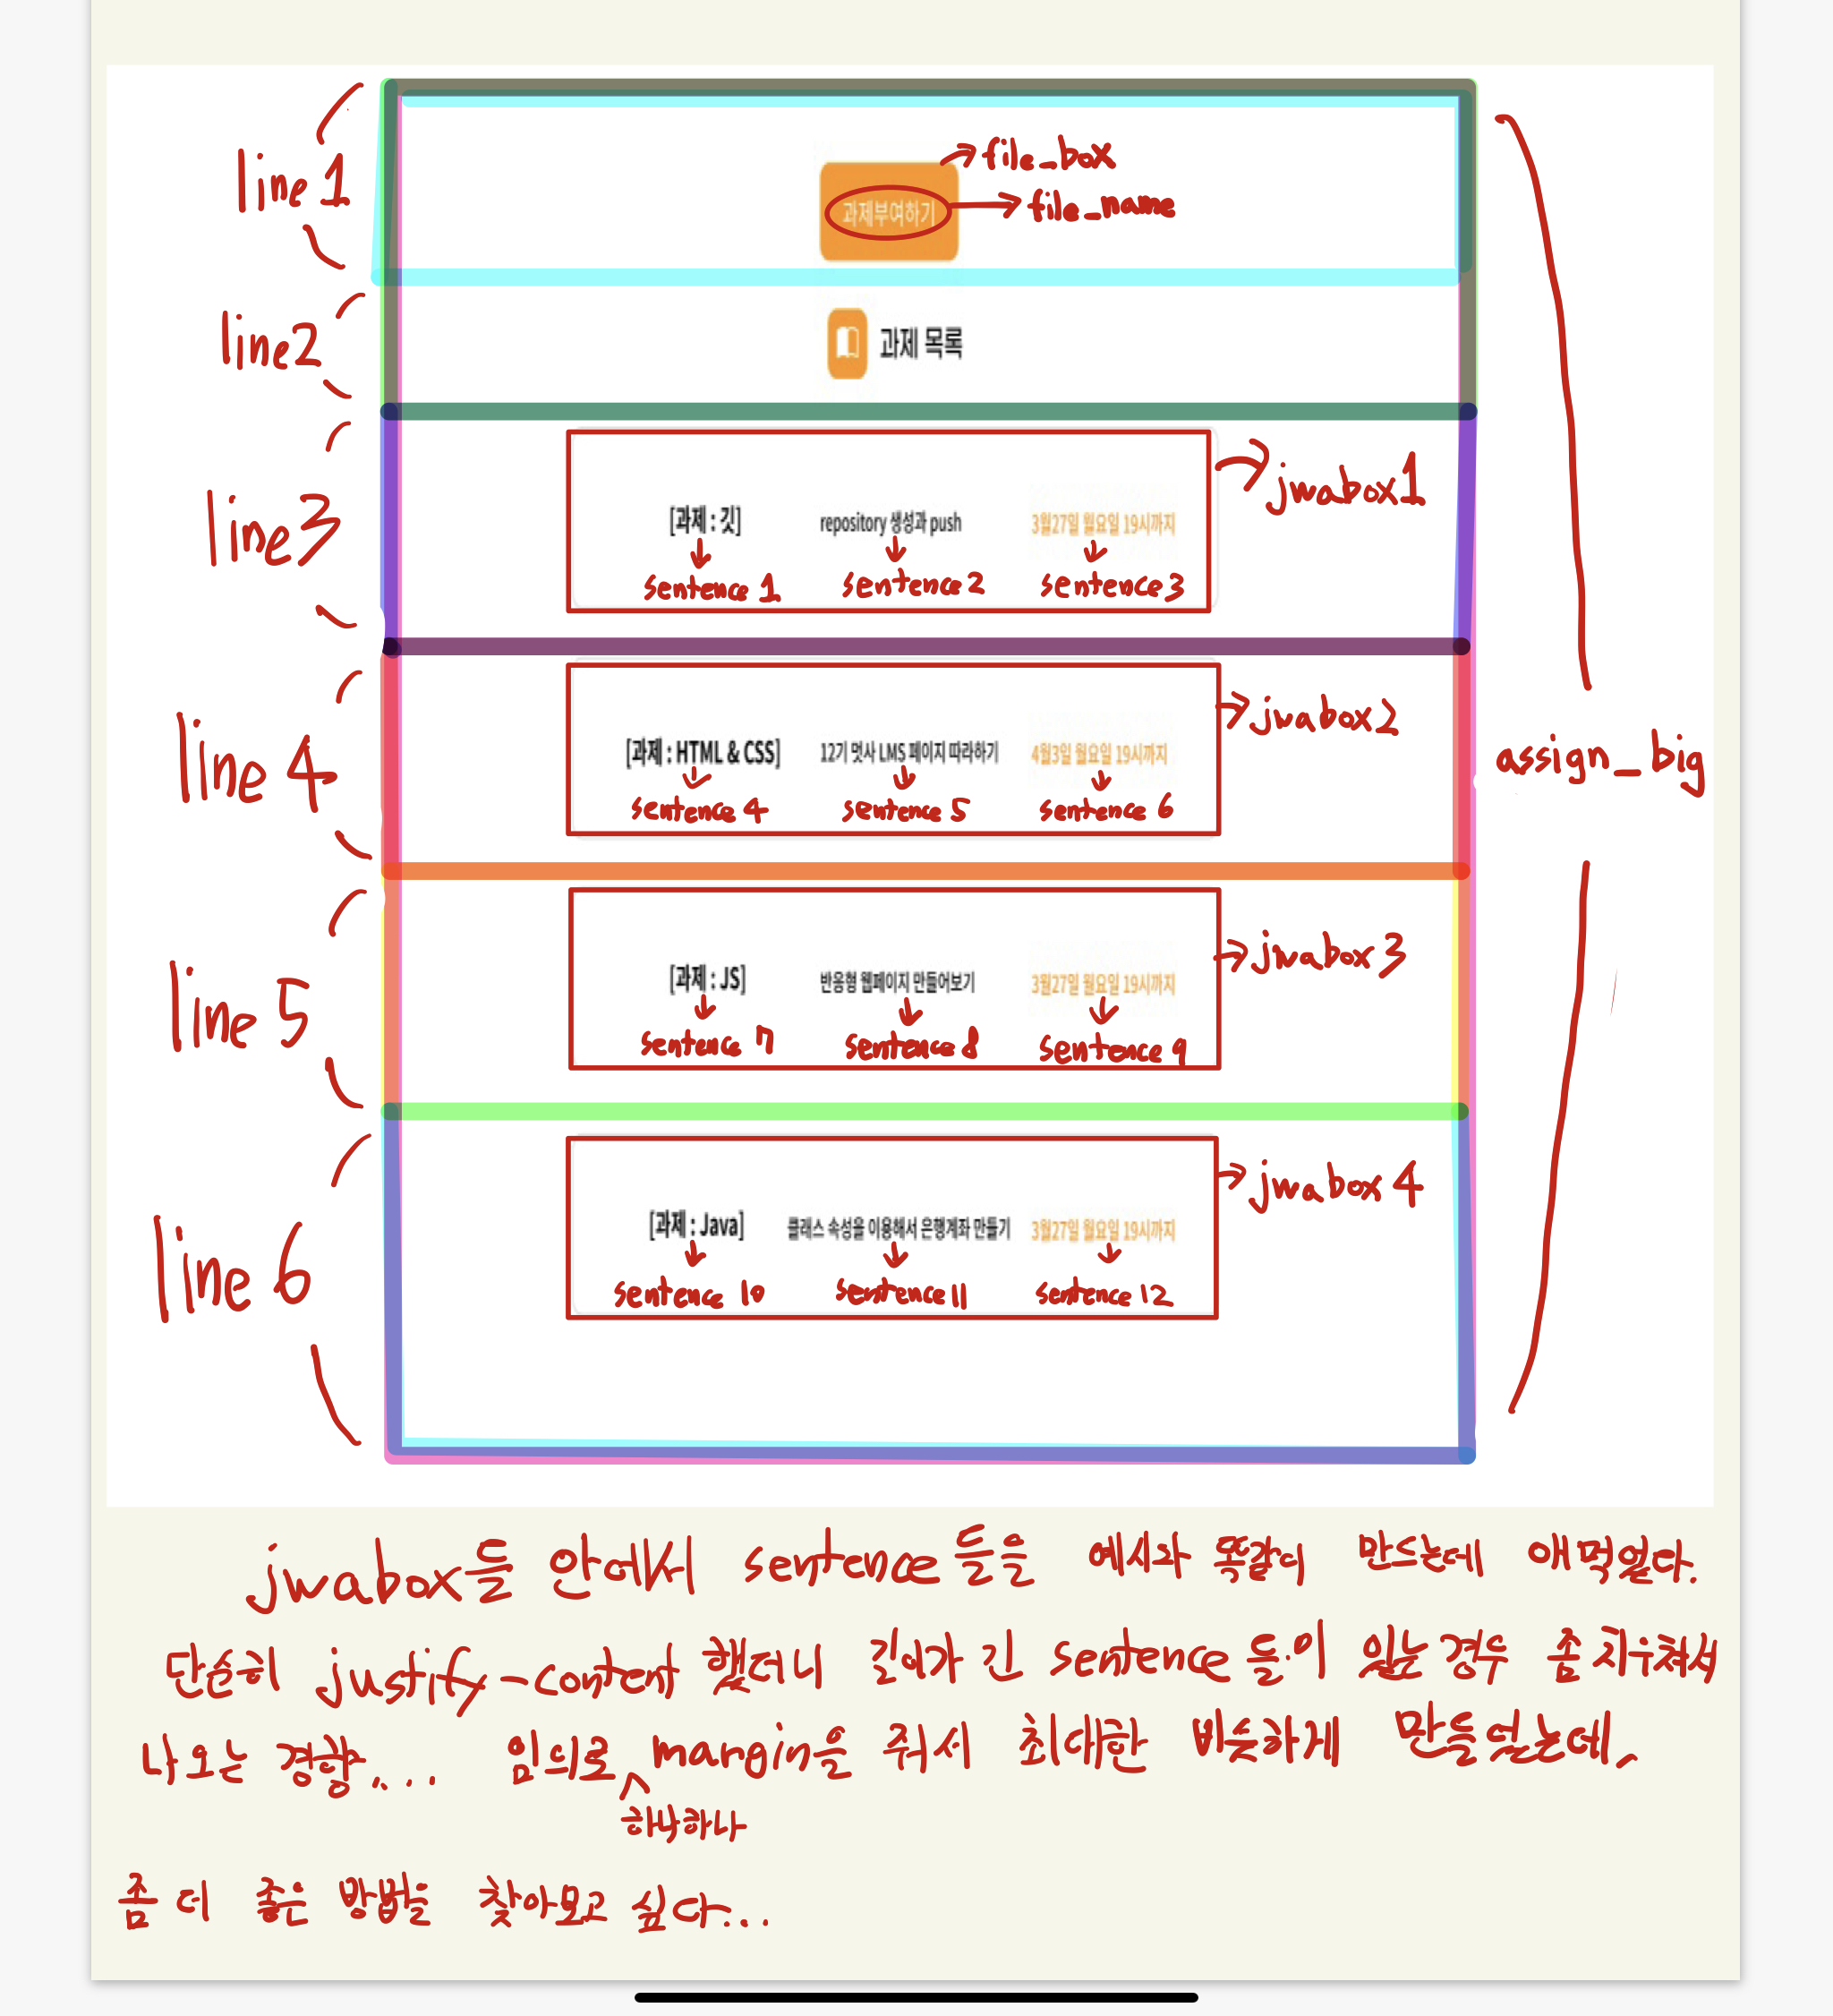 line 1
file_box
과제부여하기
file_name
line2
과제 목록
line3
jwabox1
[과제 : 깃] repository 생성과 push 3월27일 월요일 19시까지
sentence 1 sentence 2 sentence 3
line 4
jwabox2
[과제 : HTML & CSS] 12기 멋사 LMS 페이지 따라하기 4월3일 월요일 19시까지
sentence 4 sentence 5 sentence 6
assign_big
line 5
jwabox 3
[과제 : JS] 반응형 웹페이지 만들어보기 3월27일 월요일 19시까지
sentence 7 sentence 8 sentence 9
line 6
jwabox 4
[과제 : Java] 클래스 속성을 이용해서 은행계좌 만들기 3월27일 월요일 19시까지
sentence 10 sentence 11 sentence 12
jwabox들 안에서 sentence들을 예시와 똑같이 만드는데 애먹었다.
단순히 justify-content 했더니 길이가 긴 sentence들이 있는 경우 좀 치우쳐서
나오는 경향.... 임의로 하나하나 margin을 줘서 최대한 비슷하게 만들었는데,
좀 더 좋은 방법을 찾아보고 싶다...